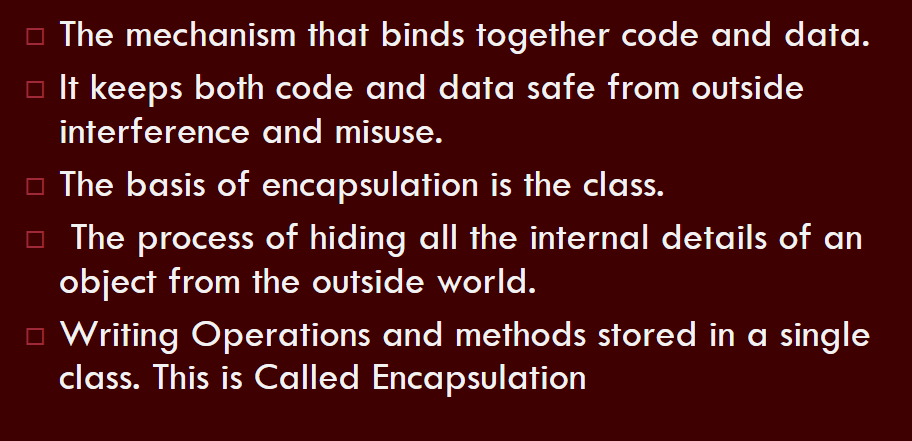 The mechanism that binds together code and data.
It keeps both code and data safe from outside
interference and misuse.
The basis of encapsulation is the class.
The process of hiding all the internal details of an
object from the outside world.
Writing Operations and methods stored in a single
class. This is Called Encapsulation